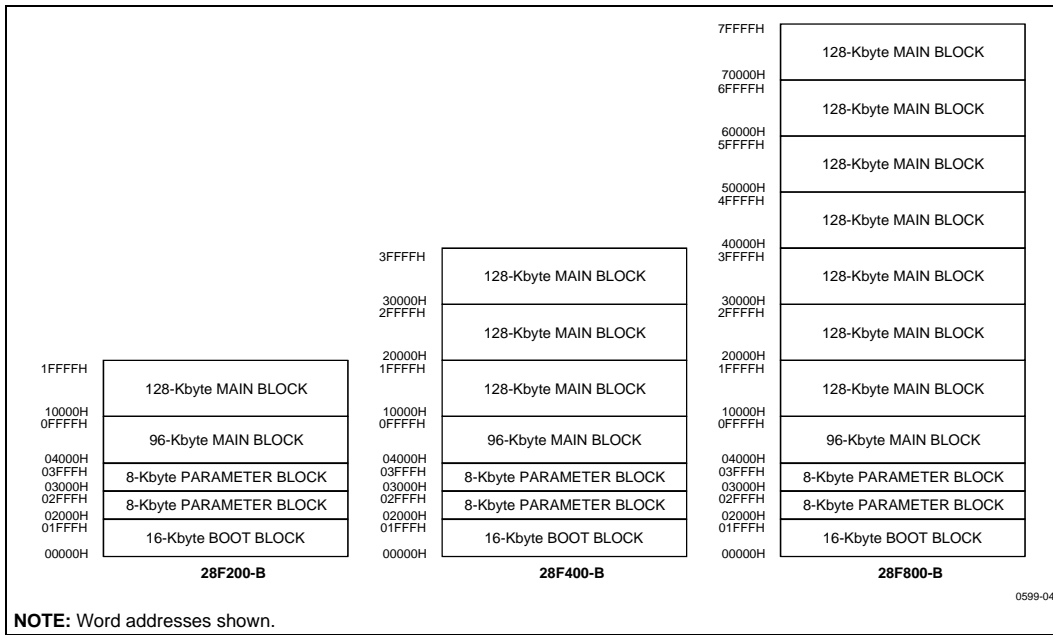 7FFFFH
128-Kbyte MAIN BLOCK
70000H
6FFFFH
128-Kbyte MAIN BLOCK
60000H
5FFFFH
128-Kbyte MAIN BLOCK
50000H
4FFFFH
128-Kbyte MAIN BLOCK
40000H
3FFFFH 3FFFFH
128-Kbyte MAIN BLOCK 128-Kbyte MAIN BLOCK
30000H 30000H
2FFFFH 2FFFFH
128-Kbyte MAIN BLOCK 128-Kbyte MAIN BLOCK
20000H 20000H
1FFFFH 1FFFFH 1FFFFH
128-Kbyte MAIN BLOCK 128-Kbyte MAIN BLOCK 128-Kbyte MAIN BLOCK
10000H 10000H 10000H
0FFFFH 0FFFFH 0FFFFH
96-Kbyte MAIN BLOCK 96-Kbyte MAIN BLOCK 96-Kbyte MAIN BLOCK
04000H 04000H 04000H
03FFFH 03FFFH 03FFFH
8-Kbyte PARAMETER BLOCK 8-Kbyte PARAMETER BLOCK 8-Kbyte PARAMETER BLOCK
03000H 03000H 03000H
02FFFH 02FFFH 02FFFH
8-Kbyte PARAMETER BLOCK 8-Kbyte PARAMETER BLOCK 8-Kbyte PARAMETER BLOCK
02000H 02000H 02000H
01FFFH 01FFFH 01FFFH
16-Kbyte BOOT BLOCK 16-Kbyte BOOT BLOCK 16-Kbyte BOOT BLOCK
00000H 00000H 00000H
28F200-B 28F400-B 28F800-B
0599-04
NOTE: Word addresses shown.